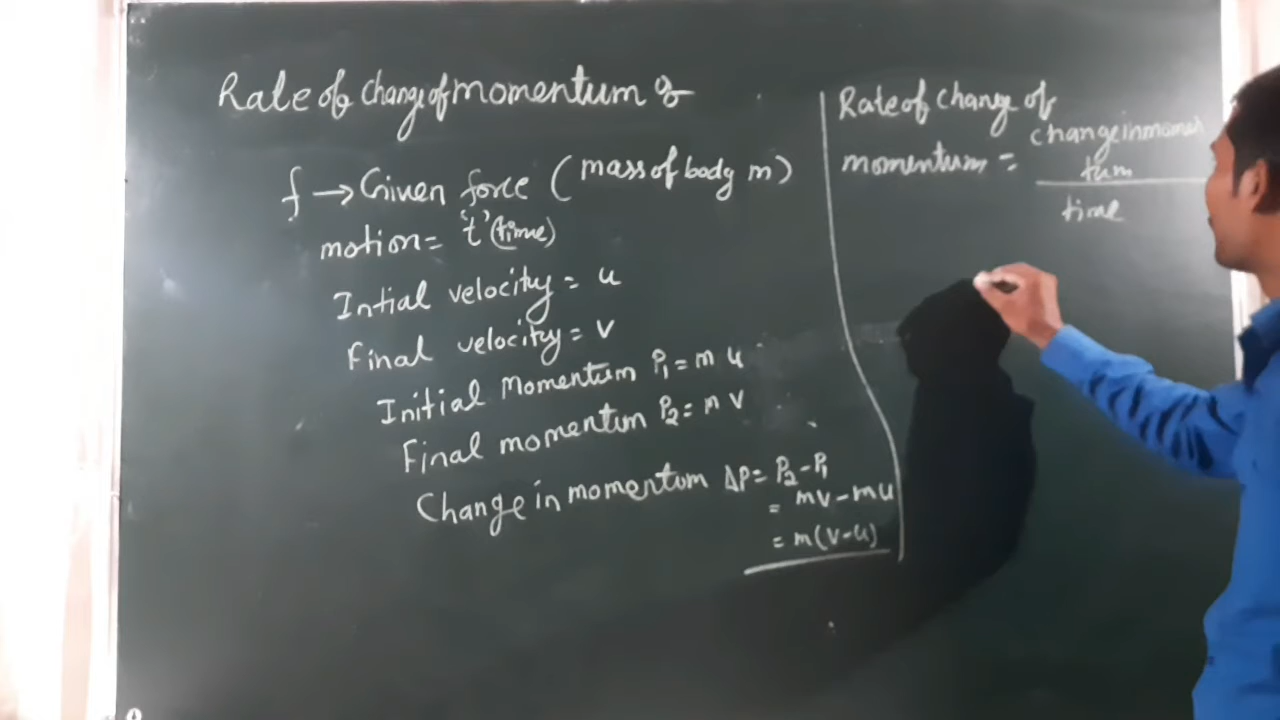 Rate of change of momentum :-
f → Given force (mass of body m)
motion = 't' (time)
Intial velocity = u
Final velocity = v
Initial Momentum P₁ = m u
Final momentum P₂ = m v
Change in momentum ΔP = P₂ - P₁
= mv - mu
= m(v-u)
Rate of change of
momentum = change in momen
tum
time